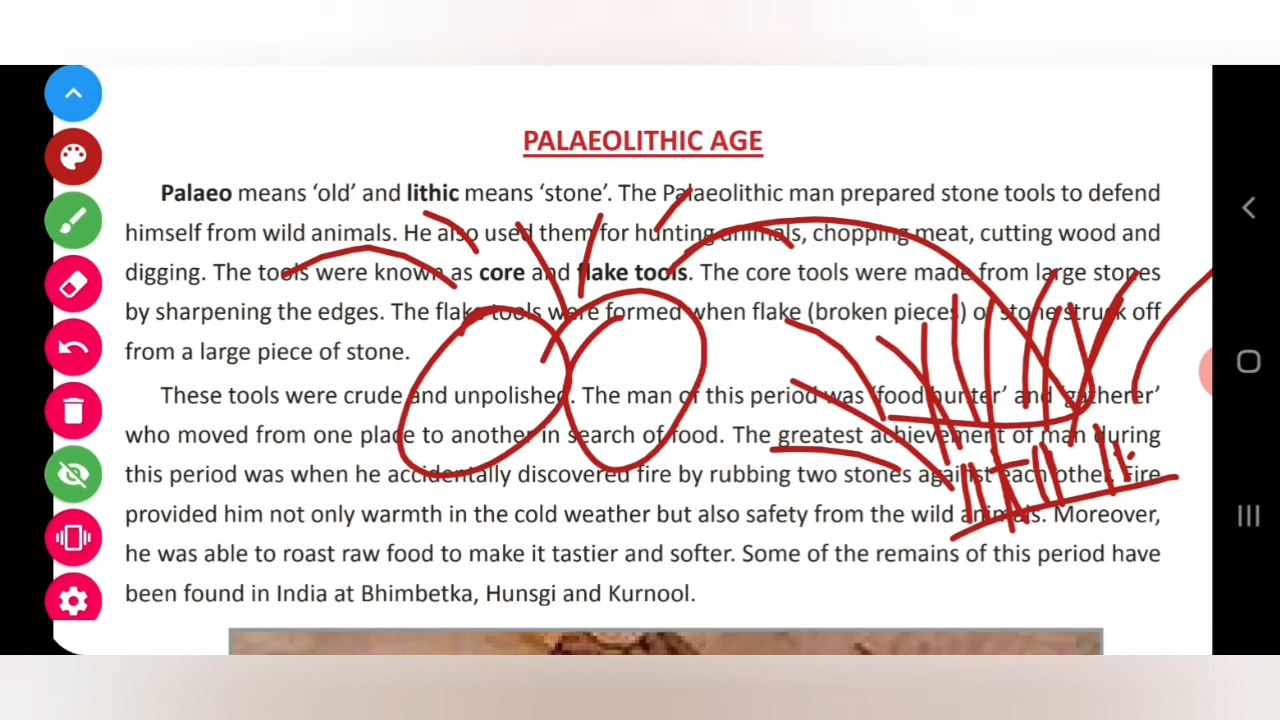 PALAEOLITHIC AGE
Palaeo means ‘old’ and lithic means ‘stone’. The Palaeolithic man prepared stone tools to defend
himself from wild animals. He also used them for hunting animals, chopping meat, cutting wood and
digging. The tools were known as core and flake tools. The core tools were made from large stones
by sharpening the edges. The flake tools were formed when flake (broken pieces) of stone struck off
from a large piece of stone.
These tools were crude and unpolished. The man of this period was ‘food hunter’ and ‘gatherer’
who moved from one place to another in search of food. The greatest achievement of man during
this period was when he accidentally discovered fire by rubbing two stones against each other. Fire
provided him not only warmth in the cold weather but also safety from the wild animals. Moreover,
he was able to roast raw food to make it tastier and softer. Some of the remains of this period have
been found in India at Bhimbetka, Hunsgi and Kurnool.